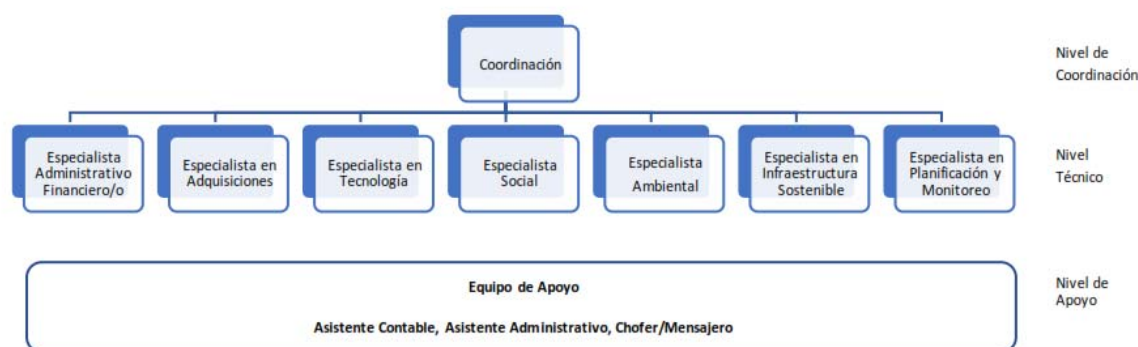 Coordinación
Nivel de
Coordinación
Especialista
Administrativo
Financiero/o
Especialista en
Adquisiciones
Especialista en
Tecnología
Especialista
Social
Especialista
Ambiental
Especialista en
Infraestructura
Sostenible
Especialista en
Planificación y
Monitoreo
Nivel
Técnico
Equipo de Apoyo
Asistente Contable, Asistente Administrativo, Chofer/Mensajero
Nivel de
Apoyo